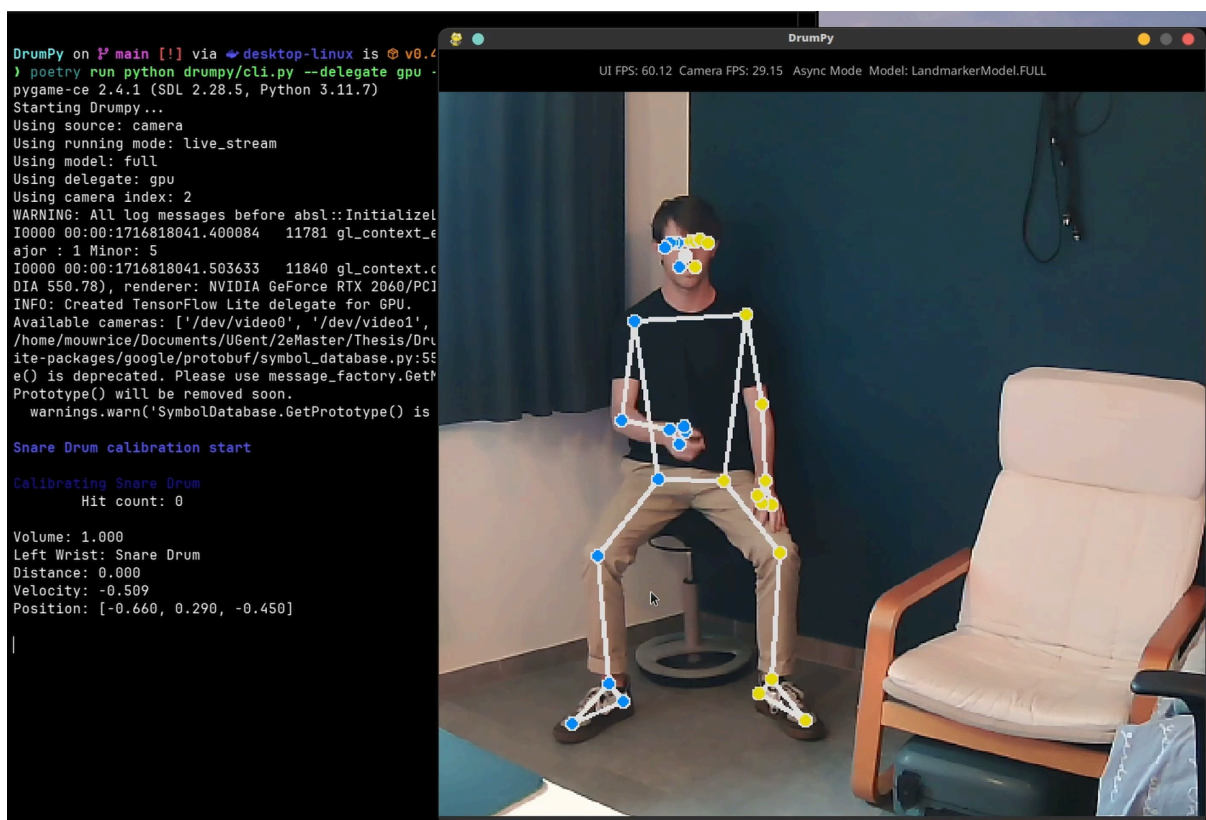 DrumPy on main [!] via desktop-linux is v0.4
❯ poetry run python drumpy/cli.py --delegate gpu -
pygame-ce 2.4.1 (SDL 2.28.5, Python 3.11.7)
Starting Drumpy...
Using source: camera
Using running mode: live_stream
Using model: full
Using delegate: gpu
Using camera index: 2
WARNING: All log messages before absl::Initialize
I0000 00:00:1716818041.400084 11781 gl_context_e
ajor : 1 Minor: 5
I0000 00:00:1716818041.503633 11840 gl_context.c
DIA 550.78), renderer: NVIDIA GeForce RTX 2060/PCI
INFO: Created TensorFlow Lite delegate for GPU.
Available cameras: ['/dev/video0', '/dev/video1',
/home/mouwrice/Documents/UGent/2eMaster/Thesis/Dru
ite-packages/google/protobuf/symbol_database.py:55
e() is deprecated. Please use message_factory.GetM
Prototype() will be removed soon.
warnings.warn('SymbolDatabase.GetPrototype() is
Snare Drum calibration start
Calibrating Snare Drum
Hit count: 0
Volume: 1.000
Left Wrist: Snare Drum
Distance: 0.000
Velocity: -0.509
Position: [-0.660, 0.290, -0.450]
DrumPy
UI FPS: 60.12 Camera FPS: 29.15 Async Mode Model: LandmarkerModel.FULL